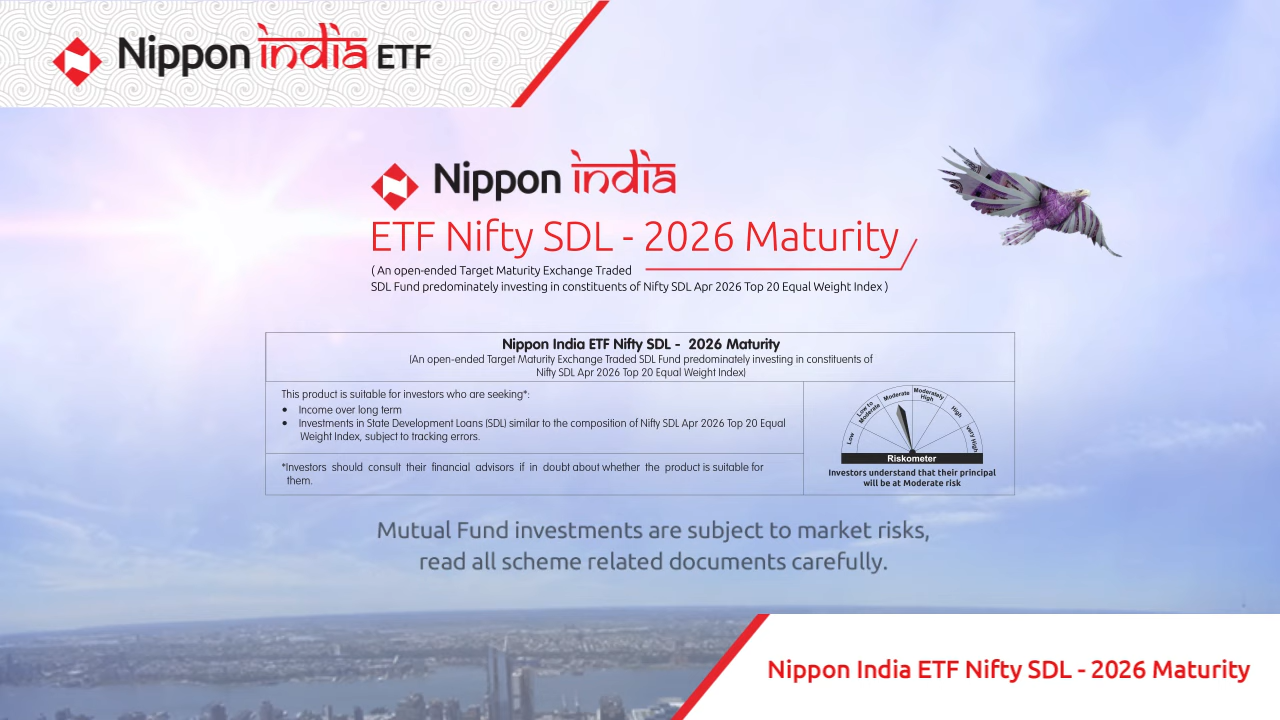 Nippon india ETF
Nippon india
ETF Nifty SDL - 2026 Maturity
( An open-ended Target Maturity Exchange Traded
SDL Fund predominately investing in constituents of Nifty SDL Apr 2026 Top 20 Equal Weight Index )
Nippon India ETF Nifty SDL - 2026 Maturity
(An open-ended Target Maturity Exchange Traded SDL Fund predominately investing in constituents of
Nifty SDL Apr 2026 Top 20 Equal Weight Index)
This product is suitable for investors who are seeking*:
• Income over long term
• Investments in State Development Loans (SDL) similar to the composition of Nifty SDL Apr 2026 Top 20 Equal
Weight Index, subject to tracking errors.
*Investors should consult their financial advisors if in doubt about whether the product is suitable for
them.
Low
Low to
Moderate
Moderate
Moderately
High
High
very High
Riskometer
Investors understand that their principal
will be at Moderate risk
Mutual Fund investments are subject to market risks,
read all scheme related documents carefully.
Nippon India ETF Nifty SDL - 2026 Maturity